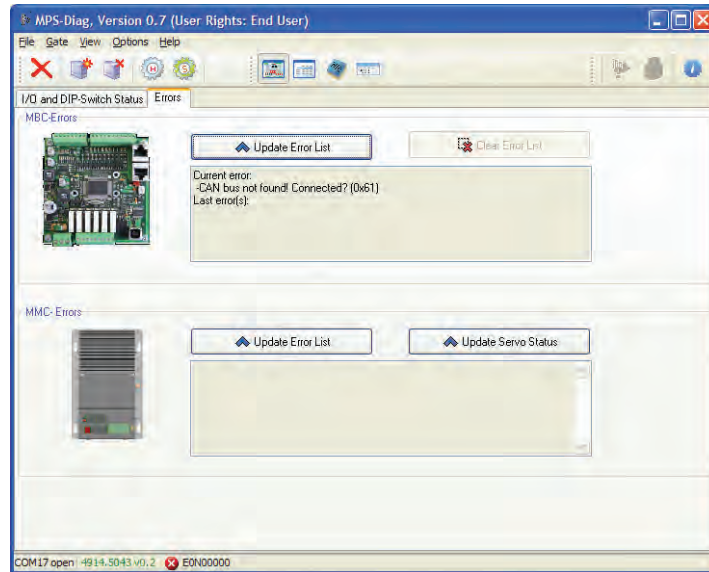 MPS-Diag, Version 0.7 (User Rights: End User)
File Gate View Options Help
I/O and DIP-Switch Status Errors
MBC-Errors
Update Error List Clear Error List
Current error:
-CAN bus not found! Connected? (0x61)
Last error(s):
MMC- Errors
Update Error List Update Servo Status
COM17 open 4914.5043 v0.2 E0N00000